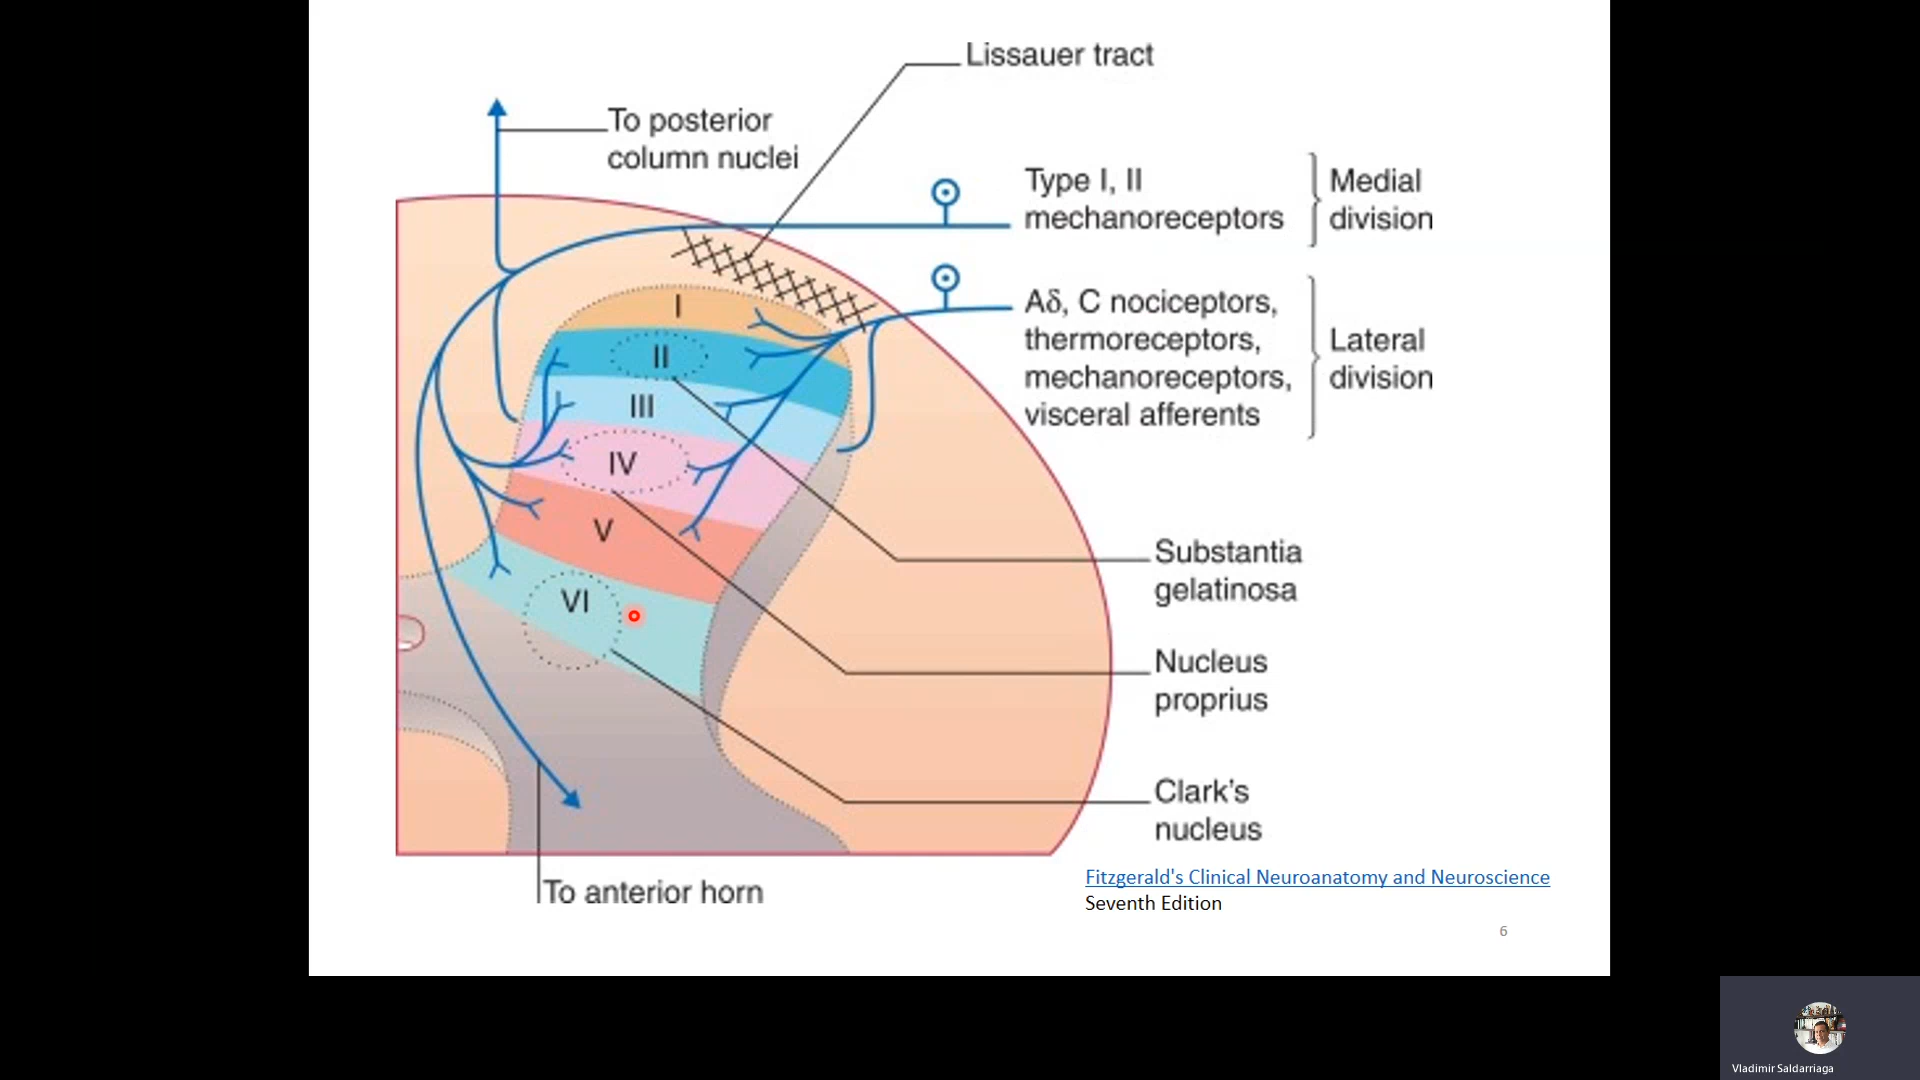 Lissauer tract
To posterior
column nuclei
Type I, II
mechanoreceptors
Medial
division
Aδ, C nociceptors,
thermoreceptors,
mechanoreceptors,
visceral afferents
Lateral
division
I
II
III
IV
V
VI
Substantia
gelatinosa
Nucleus
proprius
Clark's
nucleus
To anterior horn
Fitzgerald's Clinical Neuroanatomy and Neuroscience
Seventh Edition
6
Vladimir Saldarriaga